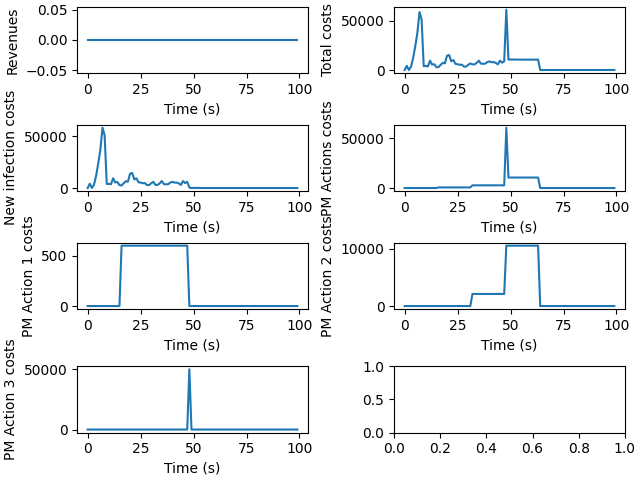 Revenues
0.05
0.00
−0.05
0 25 50 75 100
Time (s)
Total costs
50000
0
0 25 50 75 100
Time (s)
New infection costs
50000
0
0 25 50 75 100
Time (s)
PM Actions costs
50000
0
0 25 50 75 100
Time (s)
PM Action 1 costs
500
0
0 25 50 75 100
Time (s)
PM Action 2 costs
10000
0
0 25 50 75 100
Time (s)
PM Action 3 costs
50000
0
0 25 50 75 100
Time (s)
1.0
0.5
0.0
0.0 0.2 0.4 0.6 0.8 1.0